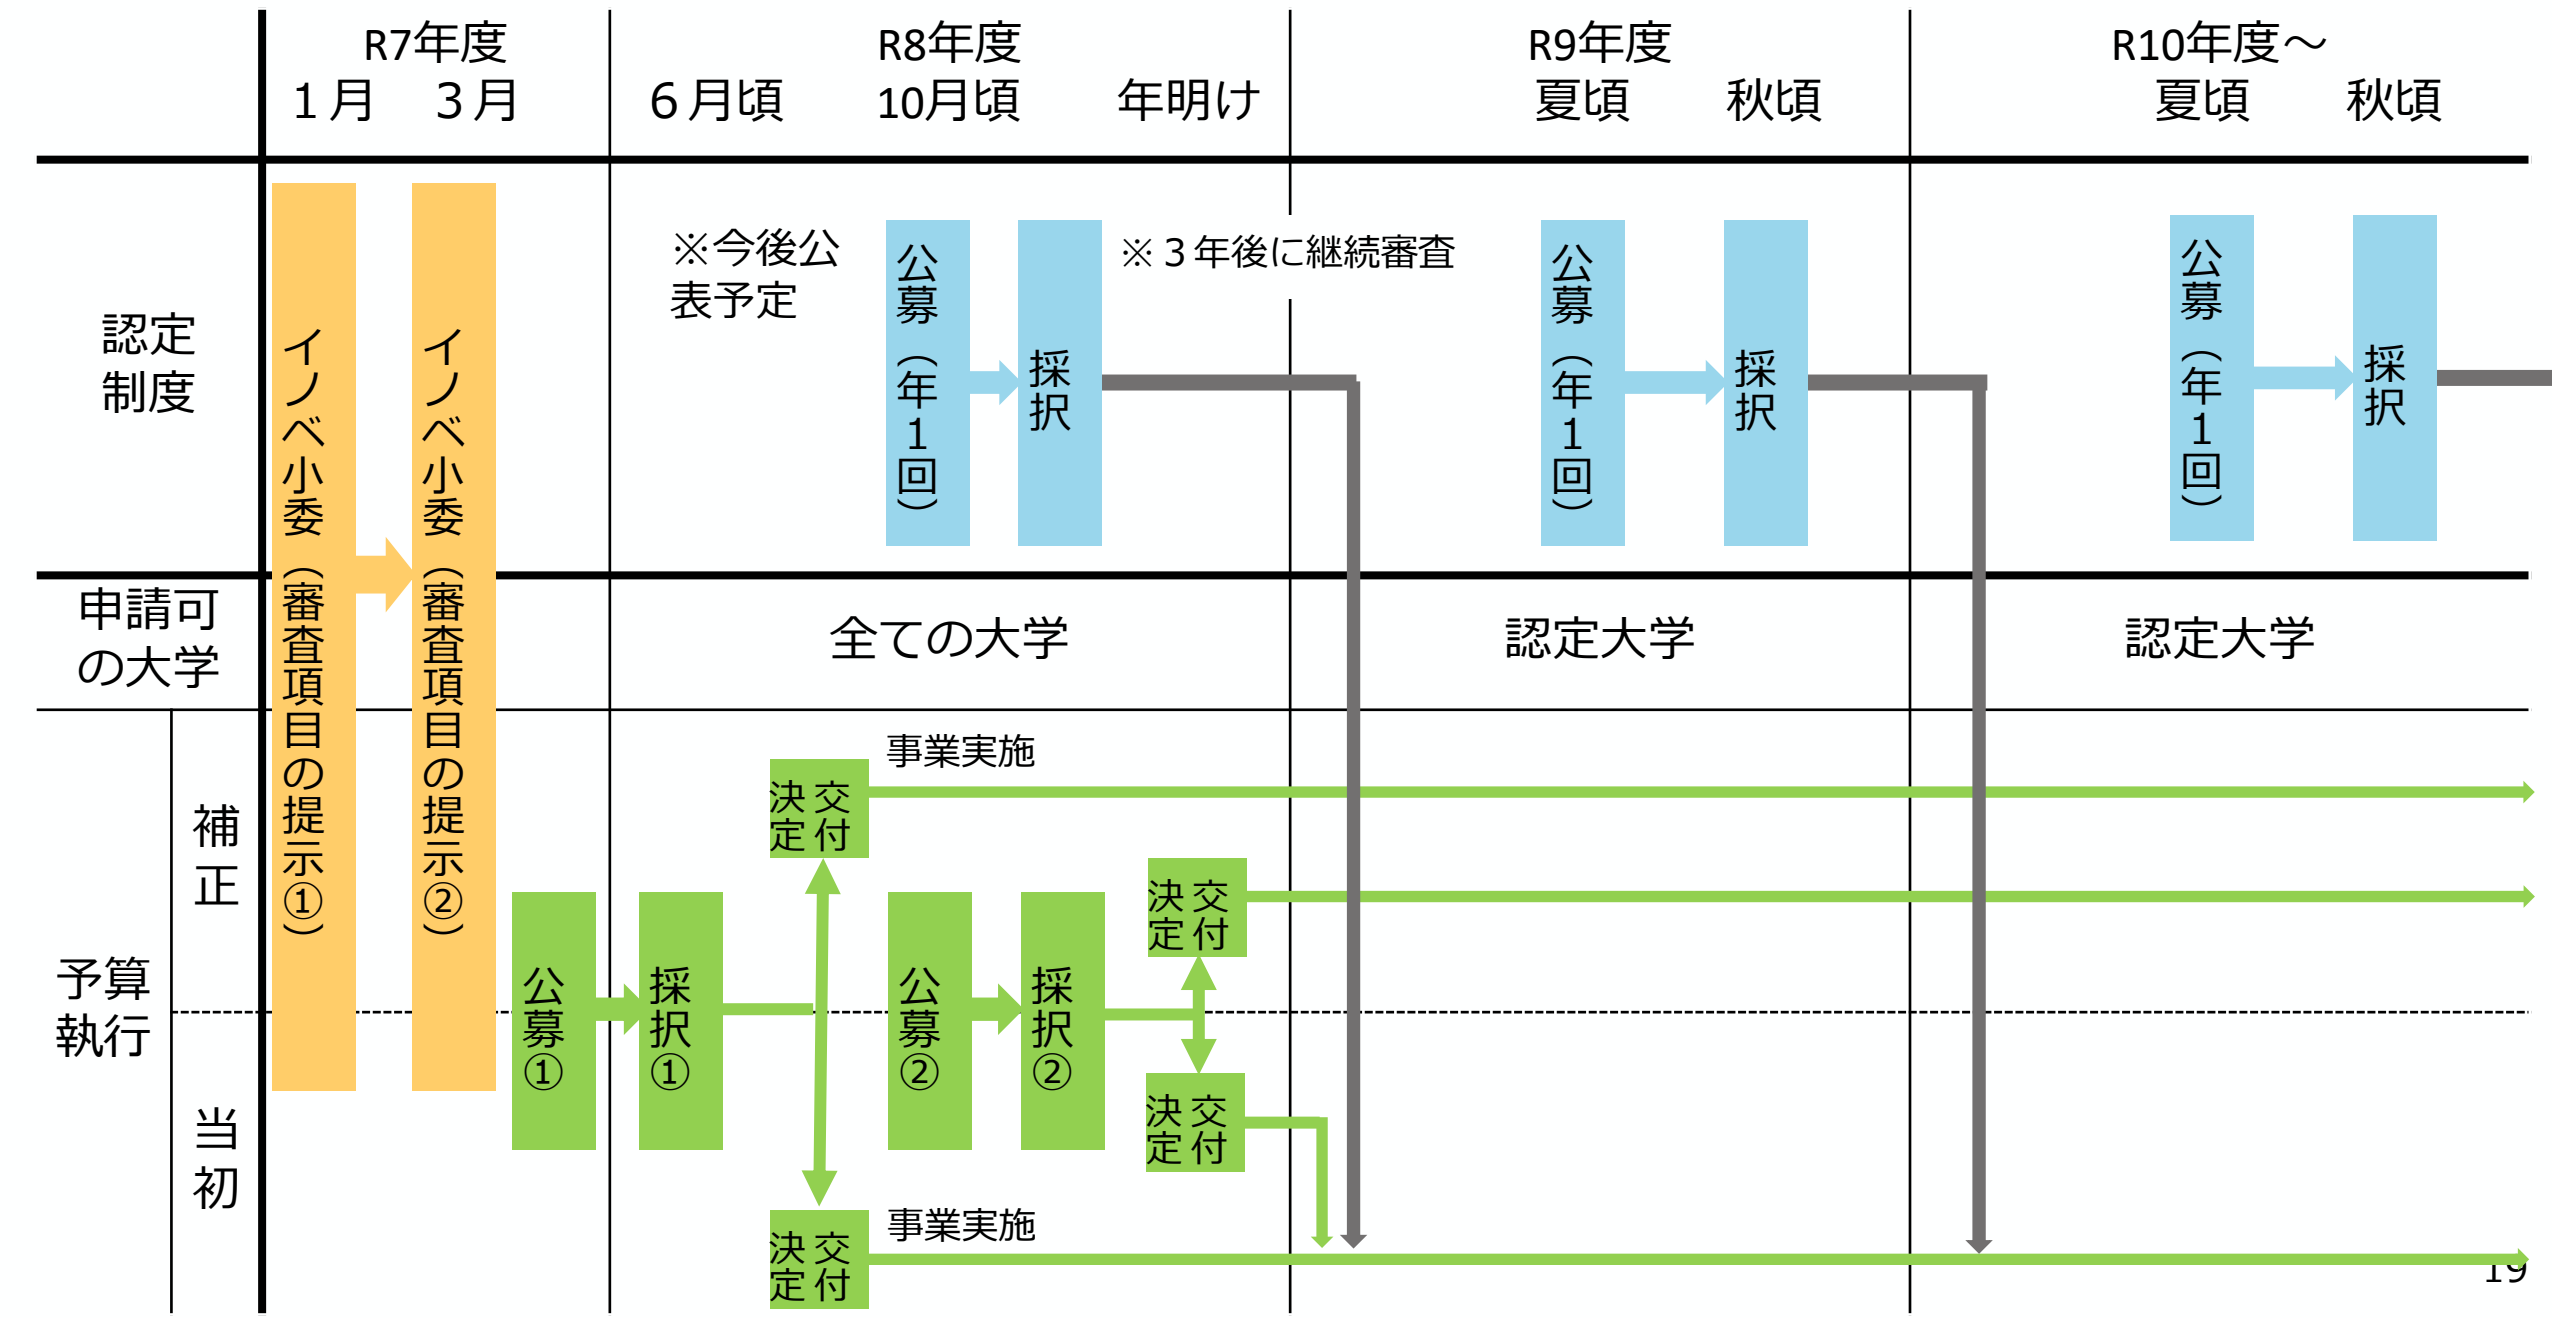 R7年度
1月 3月
R8年度
6月頃 10月頃 年明け
R9年度
夏頃 秋頃
R10年度～
夏頃 秋頃
認定
制度
イノベ小委（審査項目の提示①）
イノベ小委（審査項目の提示②）
※今後公
表予定
公募（年1回）
採択
※3年後に継続審査
公募（年1回）
採択
公募（年1回）
採択
申請可
の大学
全ての大学
認定大学
認定大学
予算
執行
補正
当初
公募①
採択①
交付
決定
事業実施
交付
決定
事業実施
公募②
採択②
交付
決定
交付
決定
19